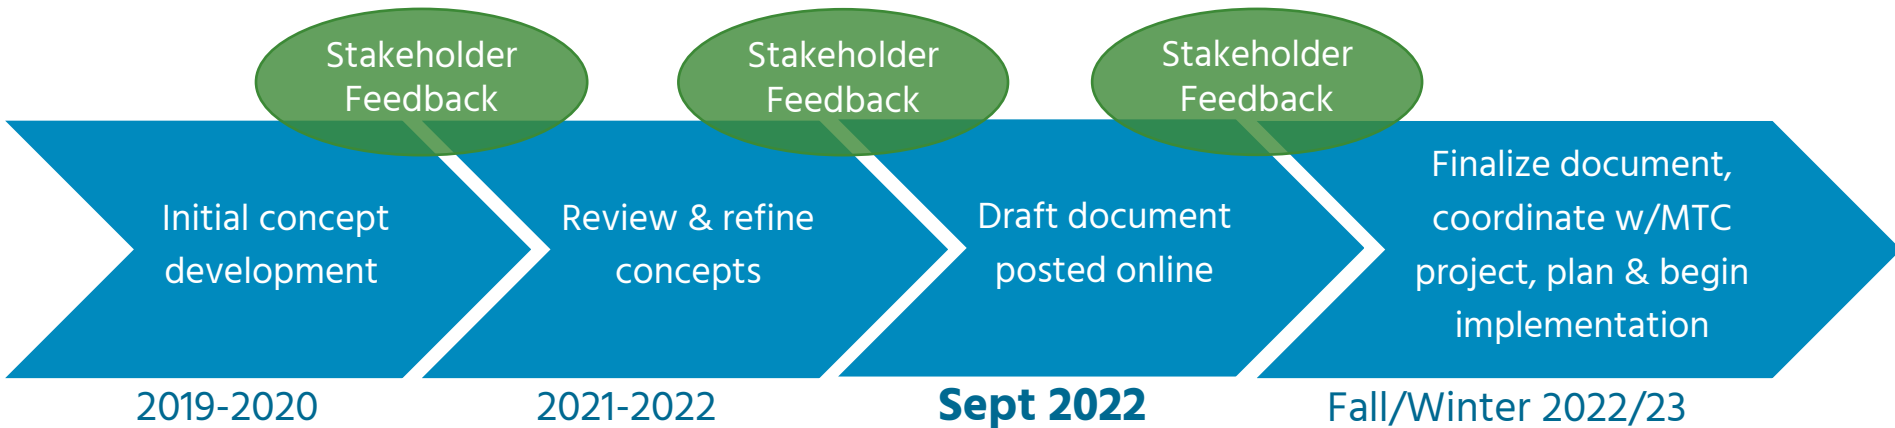 Stakeholder
Feedback
Stakeholder
Feedback
Stakeholder
Feedback
Initial concept
development
Review & refine
concepts
Draft document
posted online
Finalize document,
coordinate w/MTC
project, plan & begin
implementation
2019-2020
2021-2022
Sept 2022
Fall/Winter 2022/23